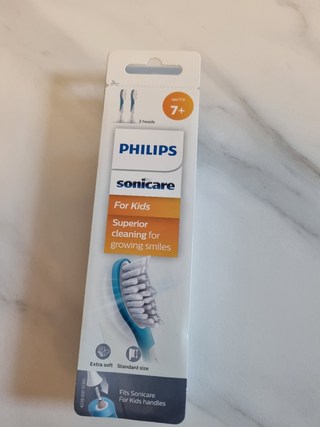 7+
2 heads
PHILIPS
sonicare
For Kids
Superior
cleaning for
growing smiles
Extra soft
Standard size
Fits Sonicare
For Kids handles